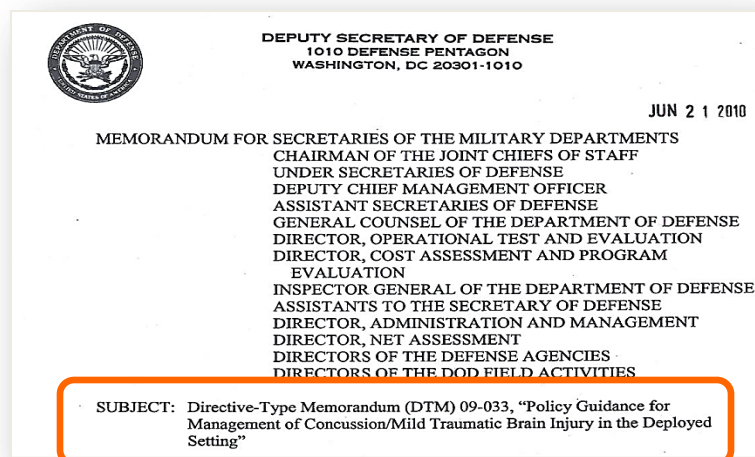 DEPUTY SECRETARY OF DEFENSE
1010 DEFENSE PENTAGON
WASHINGTON, DC 20301-1010
JUN 21 2010
MEMORANDUM FOR SECRETARIES OF THE MILITARY DEPARTMENTS
CHAIRMAN OF THE JOINT CHIEFS OF STAFF
UNDER SECRETARIES OF DEFENSE
DEPUTY CHIEF MANAGEMENT OFFICER
ASSISTANT SECRETARIES OF DEFENSE
GENERAL COUNSEL OF THE DEPARTMENT OF DEFENSE
DIRECTOR, OPERATIONAL TEST AND EVALUATION
DIRECTOR, COST ASSESSMENT AND PROGRAM
EVALUATION
INSPECTOR GENERAL OF THE DEPARTMENT OF DEFENSE
ASSISTANTS TO THE SECRETARY OF DEFENSE
DIRECTOR, ADMINISTRATION AND MANAGEMENT
DIRECTOR, NET ASSESSMENT
DIRECTORS OF THE DEFENSE AGENCIES
DIRECTORS OF THE DOD FIELD ACTIVITIES
SUBJECT: Directive-Type Memorandum (DTM) 09-033, “Policy Guidance for
Management of Concussion/Mild Traumatic Brain Injury in the Deployed
Setting”